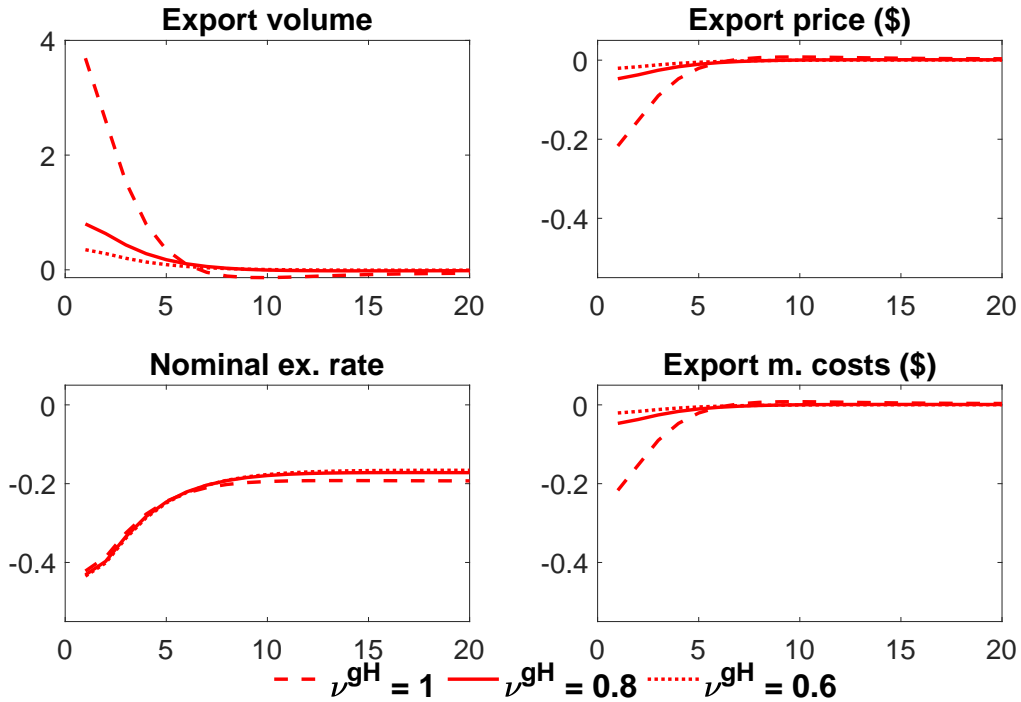 Export volume
4
2
0
0 5 10 15 20
Export price ($)
0
-0.2
-0.4
0 5 10 15 20
Nominal ex. rate
0
-0.2
-0.4
0 5 10 15 20
Export m. costs ($)
0
-0.2
-0.4
0 5 10 15 20
ν^gH = 1 ν^gH = 0.8 ν^gH = 0.6